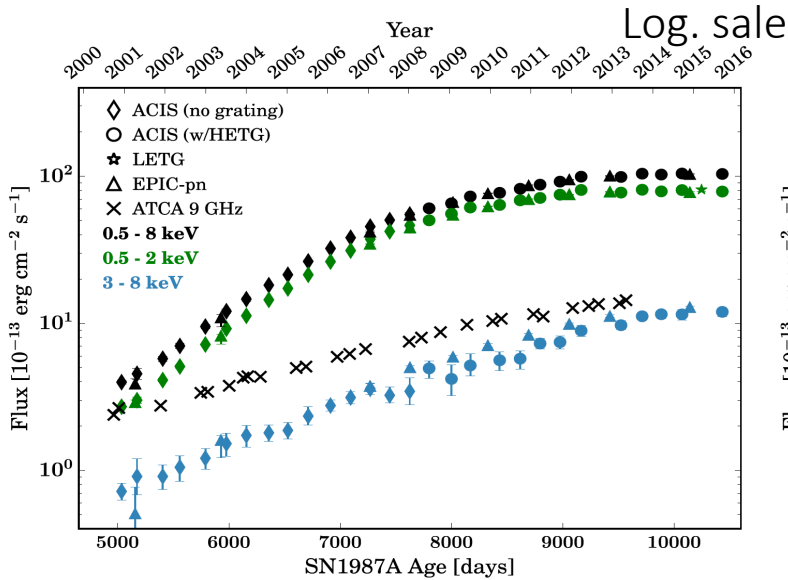 Log. sale
Year
2000 2001 2002 2003 2004 2005 2006 2007 2008 2009 2010 2011 2012 2013 2014 2015 2016
ACIS (no grating)
ACIS (w/HETG)
LETG
EPIC-pn
ATCA 9 GHz
0.5 - 8 keV
0.5 - 2 keV
3 - 8 keV
10²
10¹
10⁰
Flux [10⁻¹³ erg cm⁻² s⁻¹]
5000 6000 7000 8000 9000 10000
SN1987A Age [days]